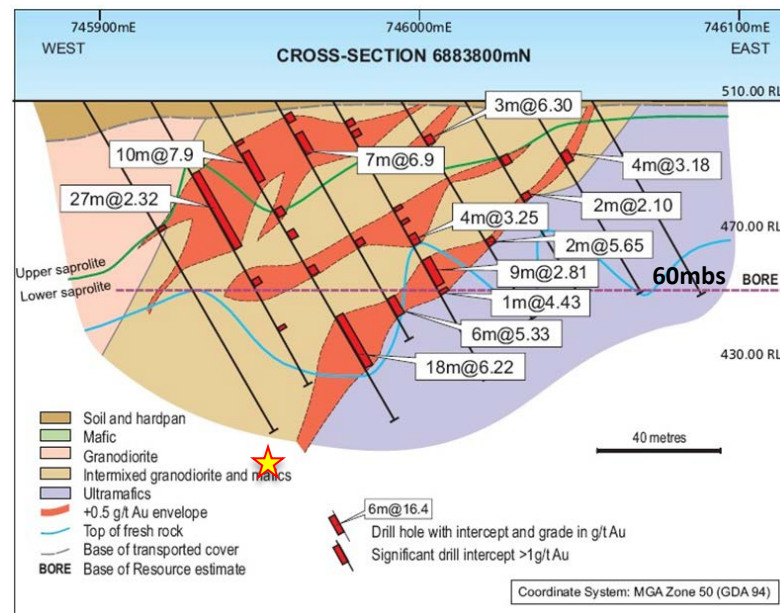 745900mE
746000mE
746100mE
WEST
EAST
CROSS-SECTION 6883800mN
510.00 RL
3m@6.30
10m@7.9
7m@6.9
4m@3.18
27m@2.32
2m@2.10
4m@3.25
470.00 RL
2m@5.65
Upper saprolite
9m@2.81
60mbs
Lower saprolite
BORE
1m@4.43
6m@5.33
18m@6.22
430.00 RL
Soil and hardpan
Mafic
Granodiorite
Intermixed granodiorite and mafics
Ultramafics
+0.5 g/t Au envelope
Top of fresh rock
Base of transported cover
BORE Base of Resource estimate
40 metres
6m@16.4
Drill hole with intercept and grade in g/t Au
Significant drill intercept >1g/t Au
Coordinate System: MGA Zone 50 (GDA 94)